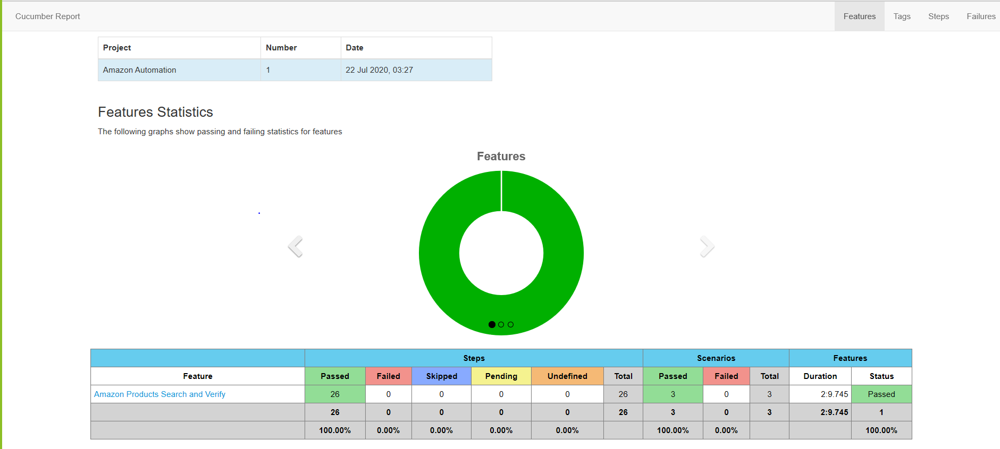 Cucumber Report Features Tags Steps Failures
Project Number Date
Amazon Automation 1 22 Jul 2020, 03:27
Features Statistics
The following graphs show passing and failing statistics for features
Features
Steps Scenarios Features
Feature Passed Failed Skipped Pending Undefined Total Passed Failed Total Duration Status
Amazon Products Search and Verify 26 0 0 0 0 26 3 0 3 2:9.745 Passed
26 0 0 0 0 26 3 0 3 2:9.745 1
100.00% 0.00% 0.00% 0.00% 0.00% 100.00% 0.00% 100.00%